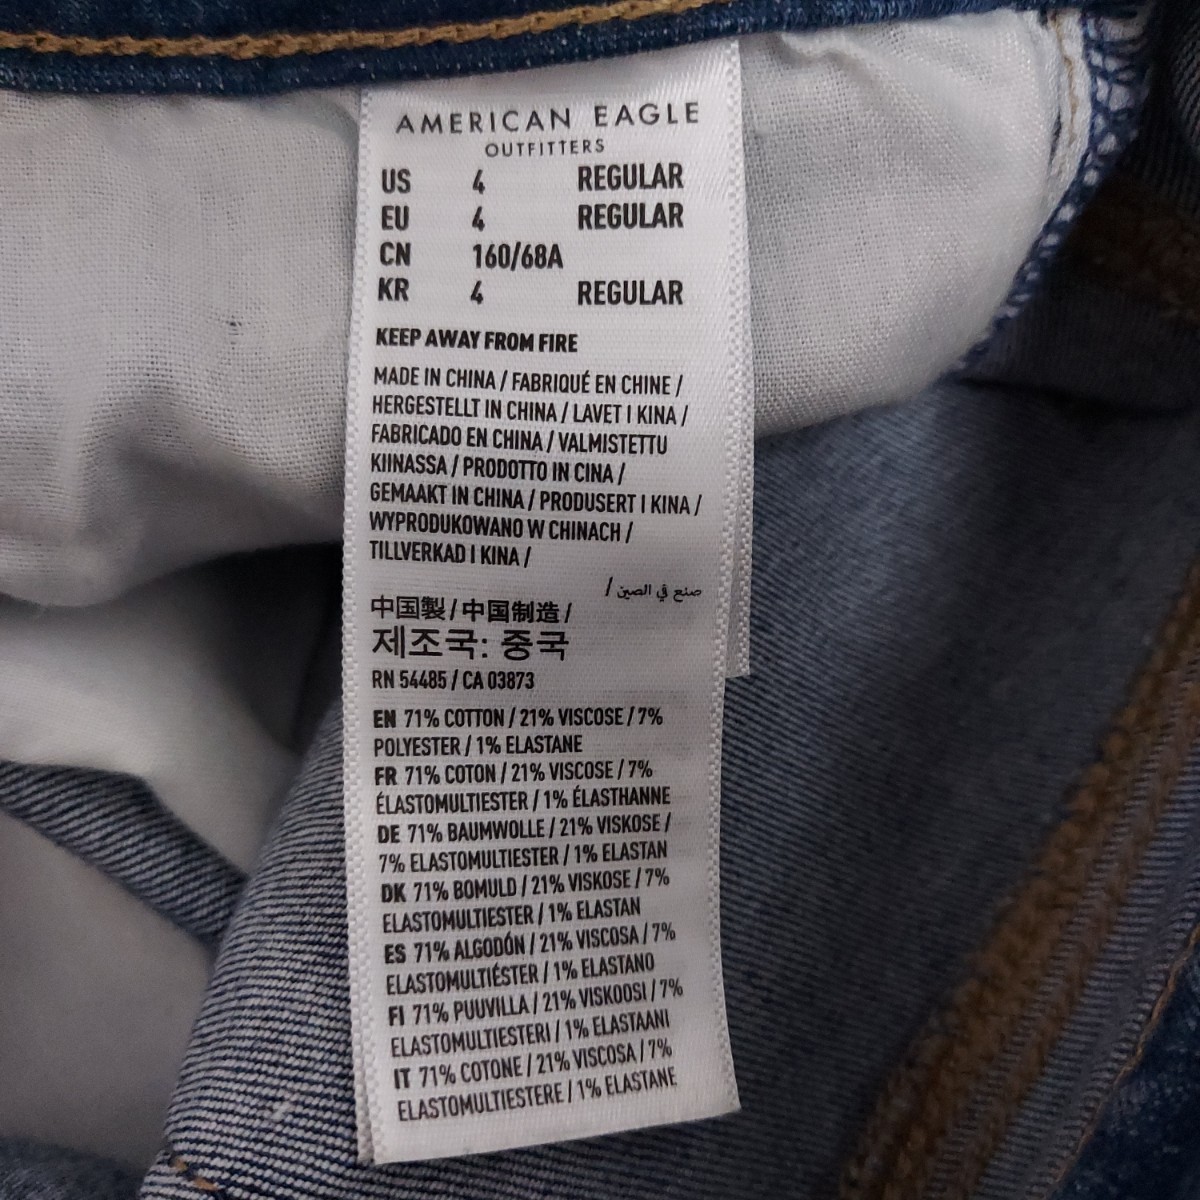 AMERICAN EAGLE
OUTFITTERS
US 4 REGULAR
EU 4 REGULAR
CN 160/68A
KR 4 REGULAR
KEEP AWAY FROM FIRE
MADE IN CHINA / FABRIQUÉ EN CHINE /
HERGESTELLT IN CHINA / LAVET I KINA /
FABRICADO EN CHINA / VALMISTETTU
KIINASSA / PRODOTTO IN CINA /
GEMAAKT IN CHINA / PRODUSERT I KINA /
WYPRODUKOWANO W CHINACH /
TILLVERKAD I KINA /
صنع في الصين /
中国製 / 中国制造 /
제조국: 중국
RN 54485 / CA 03873
EN 71% COTTON / 21% VISCOSE / 7%
POLYESTER / 1% ELASTANE
FR 71% COTON / 21% VISCOSE / 7%
ÉLASTOMULTIESTER / 1% ÉLASTHANNE
DE 71% BAUMWOLLE / 21% VISKOSE /
7% ELASTOMULTIESTER / 1% ELASTAN
DK 71% BOMULD / 21% VISKOSE / 7%
ELASTOMULTIESTER / 1% ELASTAN
ES 71% ALGODÓN / 21% VISCOSA / 7%
ELASTOMULTIÉSTER / 1% ELASTANO
FI 71% PUUVILLA / 21% VISKOOSI / 7%
ELASTOMULTIESTERI / 1% ELASTAANI
IT 71% COTONE / 21% VISCOSA / 7%
ELASTOMULTIESTERE / 1% ELASTANE